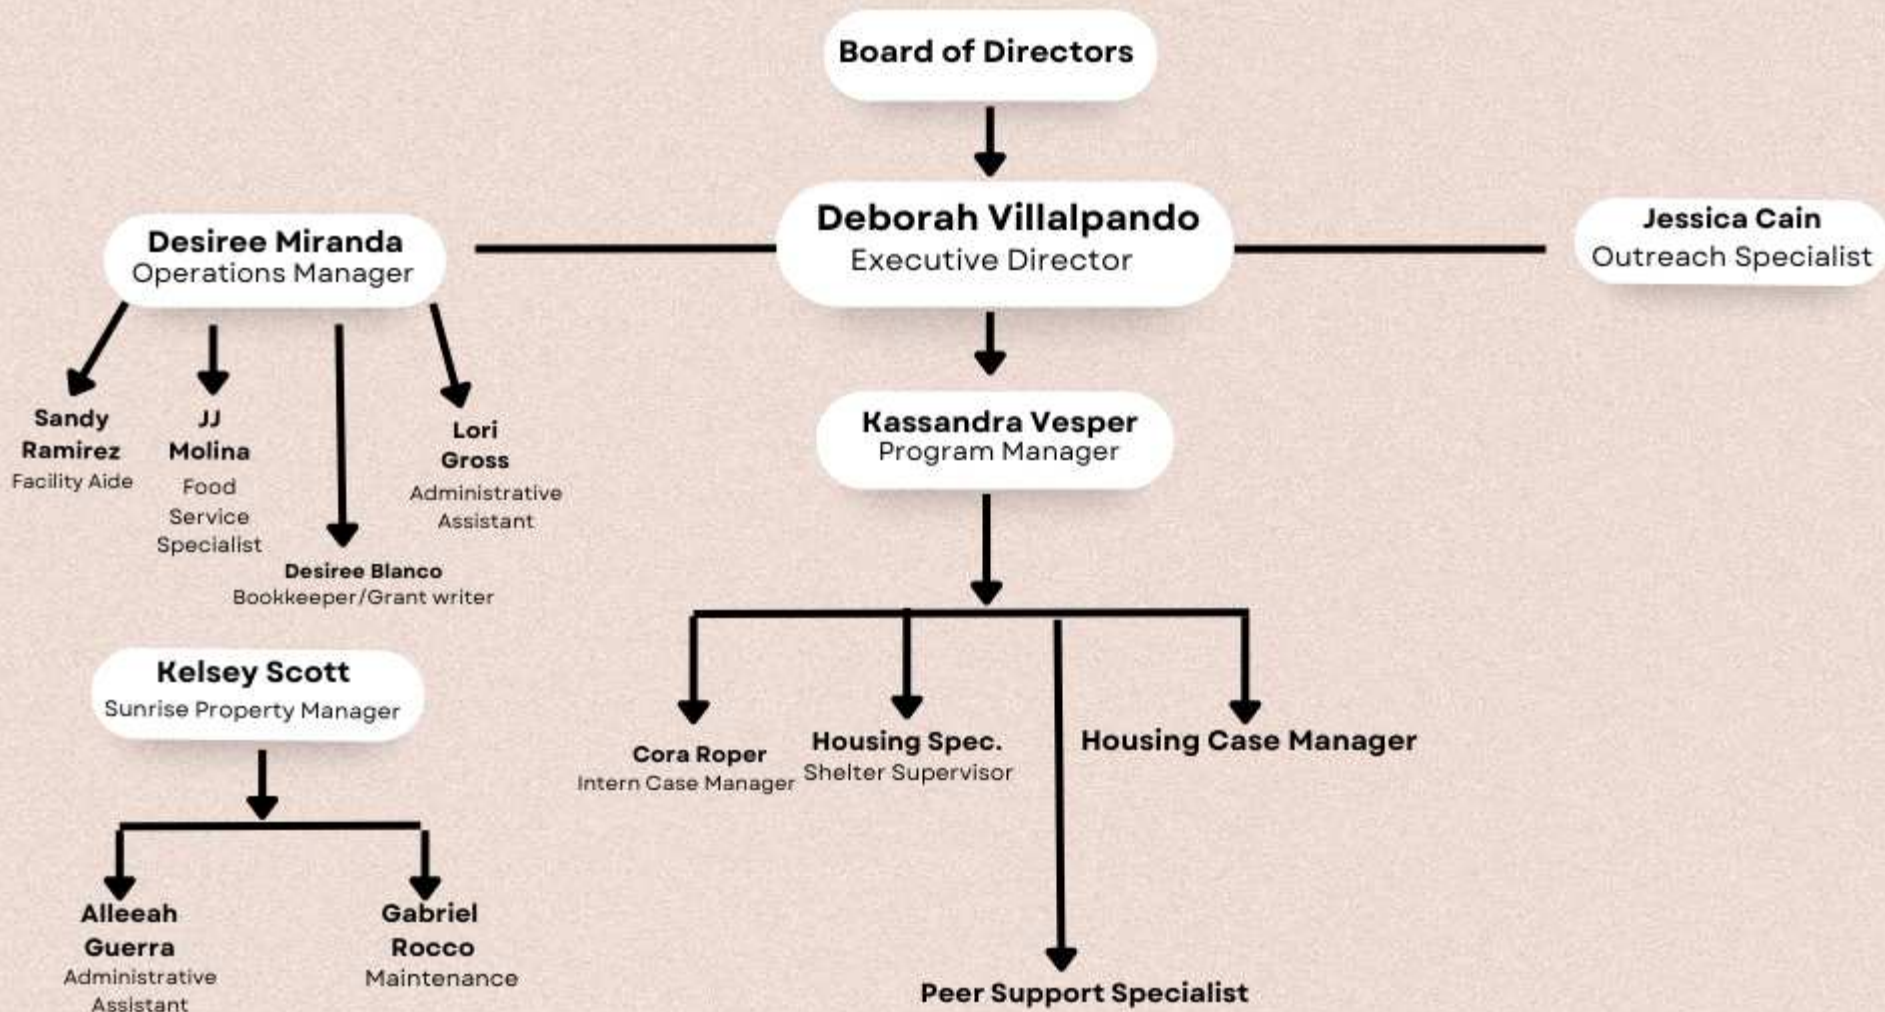 Board of Directors
Deborah Villalpando
Executive Director
Desiree Miranda
Operations Manager
Jessica Cain
Outreach Specialist
Sandy
Ramirez
Facility Aide
JJ
Molina
Food
Service
Specialist
Desiree Blanco
Bookkeeper/Grant writer
Lori
Gross
Administrative
Assistant
Kassandra Vesper
Program Manager
Kelsey Scott
Sunrise Property Manager
Cora Roper
Intern Case Manager
Housing Spec.
Shelter Supervisor
Housing Case Manager
Alleeah
Guerra
Administrative
Assistant
Gabriel
Rocco
Maintenance
Peer Support Specialist